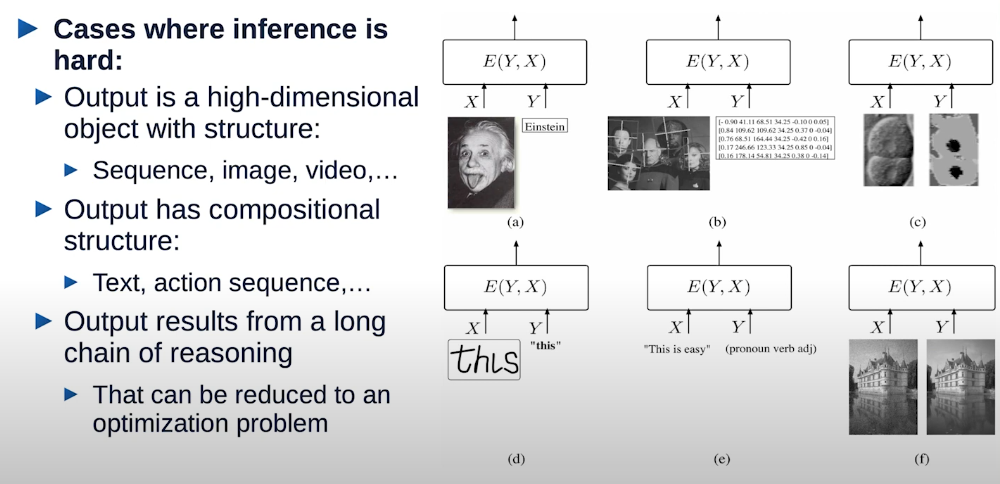 Cases where inference is
hard:
Output is a high-dimensional
object with structure:
Sequence, image, video,…
Output has compositional
structure:
Text, action sequence,…
Output results from a long
chain of reasoning
That can be reduced to an
optimization problem
E(Y, X)
X Y
Einstein
(a)
E(Y, X)
X Y
[- 0.90 41.11 68.51 34.25 -0.10 0 0.05]
[0.84 109.62 109.62 34.25 0.37 0 -0.04]
[0.76 68.51 164.44 34.25 -0.42 0 0.16]
[0.17 246.66 123.33 34.25 0.85 0 -0.04]
[0.16 178.14 54.81 34.25 0.38 0 -0.14]
(b)
E(Y, X)
X Y
(c)
E(Y, X)
X Y
this
"this"
(d)
E(Y, X)
X Y
"This is easy" (pronoun verb adj)
(e)
E(Y, X)
X Y
(f)